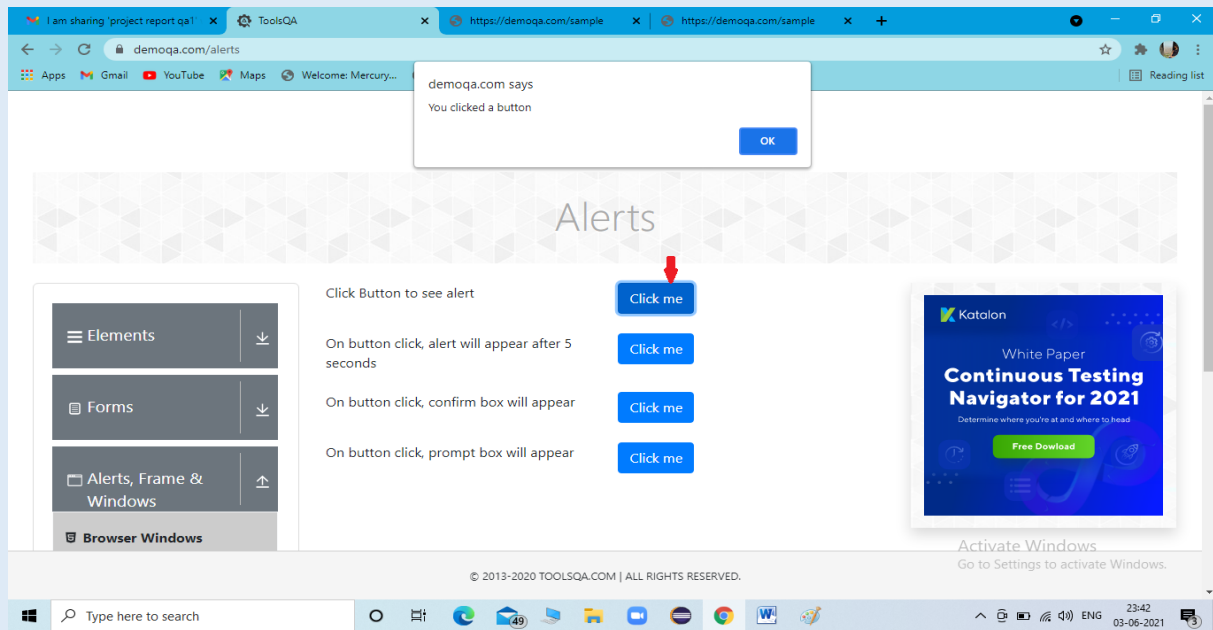 I am sharing 'project report qa1'
ToolsQA
https://demoqa.com/sample
https://demoqa.com/sample
demoqa.com/alerts
Apps
Gmail
YouTube
Maps
Welcome: Mercury...
Reading list
demoqa.com says
You clicked a button
OK
Alerts
Click Button to see alert
Click me
On button click, alert will appear after 5
seconds
Click me
On button click, confirm box will appear
Click me
On button click, prompt box will appear
Click me
Elements
Forms
Alerts, Frame &
Windows
Browser Windows
Katalon
White Paper
Continuous Testing
Navigator for 2021
Determine where you're at and where to head
Free Dowload
Activate Windows
Go to Settings to activate Windows.
© 2013-2020 TOOLSQA.COM | ALL RIGHTS RESERVED.
Type here to search
49
W
ENG
23:42
03-06-2021
3